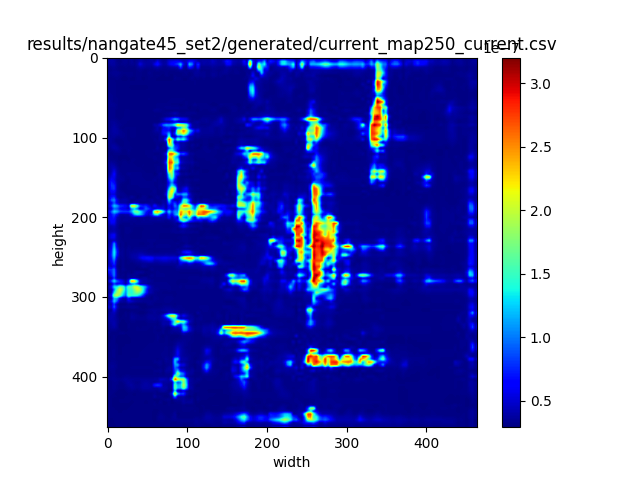 results/nangate45_set2/generated/current_map250_current.csv
1e−7
0
100
200
300
400
height
0 100 200 300 400
width
3.0
2.5
2.0
1.5
1.0
0.5